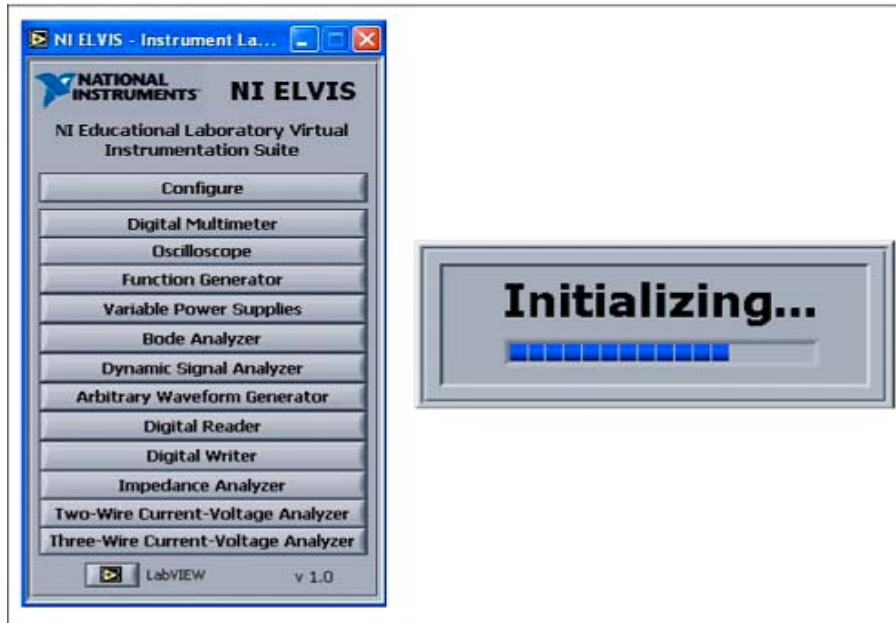 NI ELVIS - Instrument La...
NATIONAL
INSTRUMENTS
NI ELVIS
NI Educational Laboratory Virtual
Instrumentation Suite
Configure
Digital Multimeter
Oscilloscope
Function Generator
Variable Power Supplies
Bode Analyzer
Dynamic Signal Analyzer
Arbitrary Waveform Generator
Digital Reader
Digital Writer
Impedance Analyzer
Two-Wire Current-Voltage Analyzer
Three-Wire Current-Voltage Analyzer
LabVIEW v 1.0
Initializing...